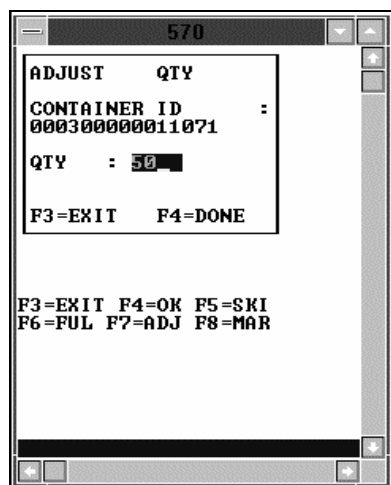 570
ADJUST QTY
CONTAINER ID :
000300000011071
QTY : 50_
F3=EXIT F4=DONE
F3=EXIT F4=OK F5=SKI
F6=FUL F7=ADJ F8=MAR